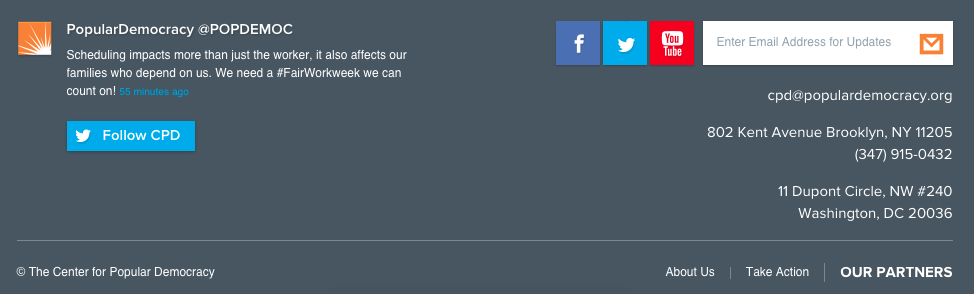 PopularDemocracy @POPDEMOC
Scheduling impacts more than just the worker, it also affects our
families who depend on us. We need a #FairWorkweek we can
count on! 55 minutes ago
Follow CPD
f
You
Tube
Enter Email Address for Updates
cpd@populardemocracy.org
802 Kent Avenue Brooklyn, NY 11205
(347) 915-0432
11 Dupont Circle, NW #240
Washington, DC 20036
© The Center for Popular Democracy
About Us | Take Action | OUR PARTNERS